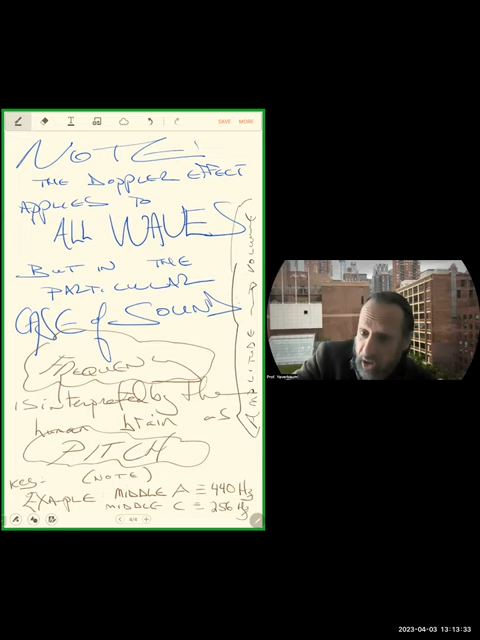 SAVE MORE
NOTE:
THE DOPPLER EFFECT
APPLIES TO
ALL WAVES
BUT IN THE
PARTICULAR
CASE of SOUND
FREQUENCY
is interpreted by the
human brain as
PITCH
(NOTE)
Key:
EXAMPLE MIDDLE A = 440 Hz
MIDDLE C = 256 Hz
AMPLITUDE → VOLUME
4/4
2023-04-03 13:13:33